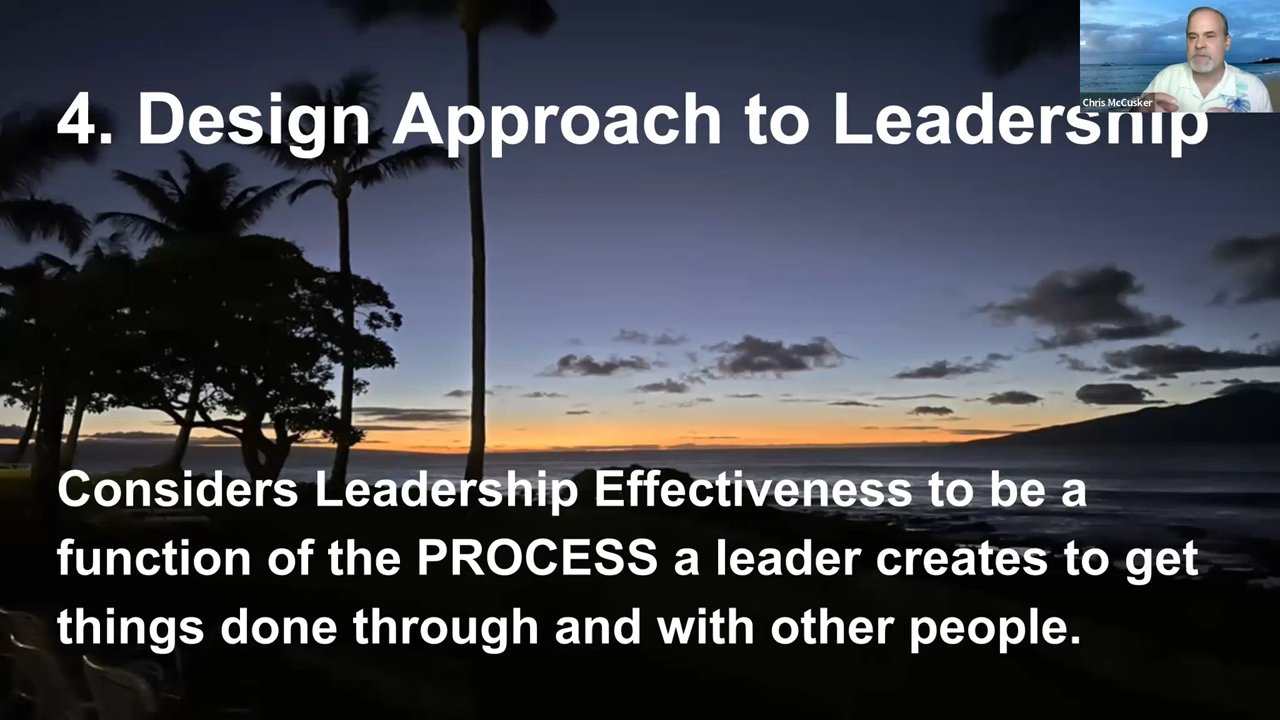 Chris McCusker
4. Design Approach to Leadership
Considers Leadership Effectiveness to be a
function of the PROCESS a leader creates to get
things done through and with other people.